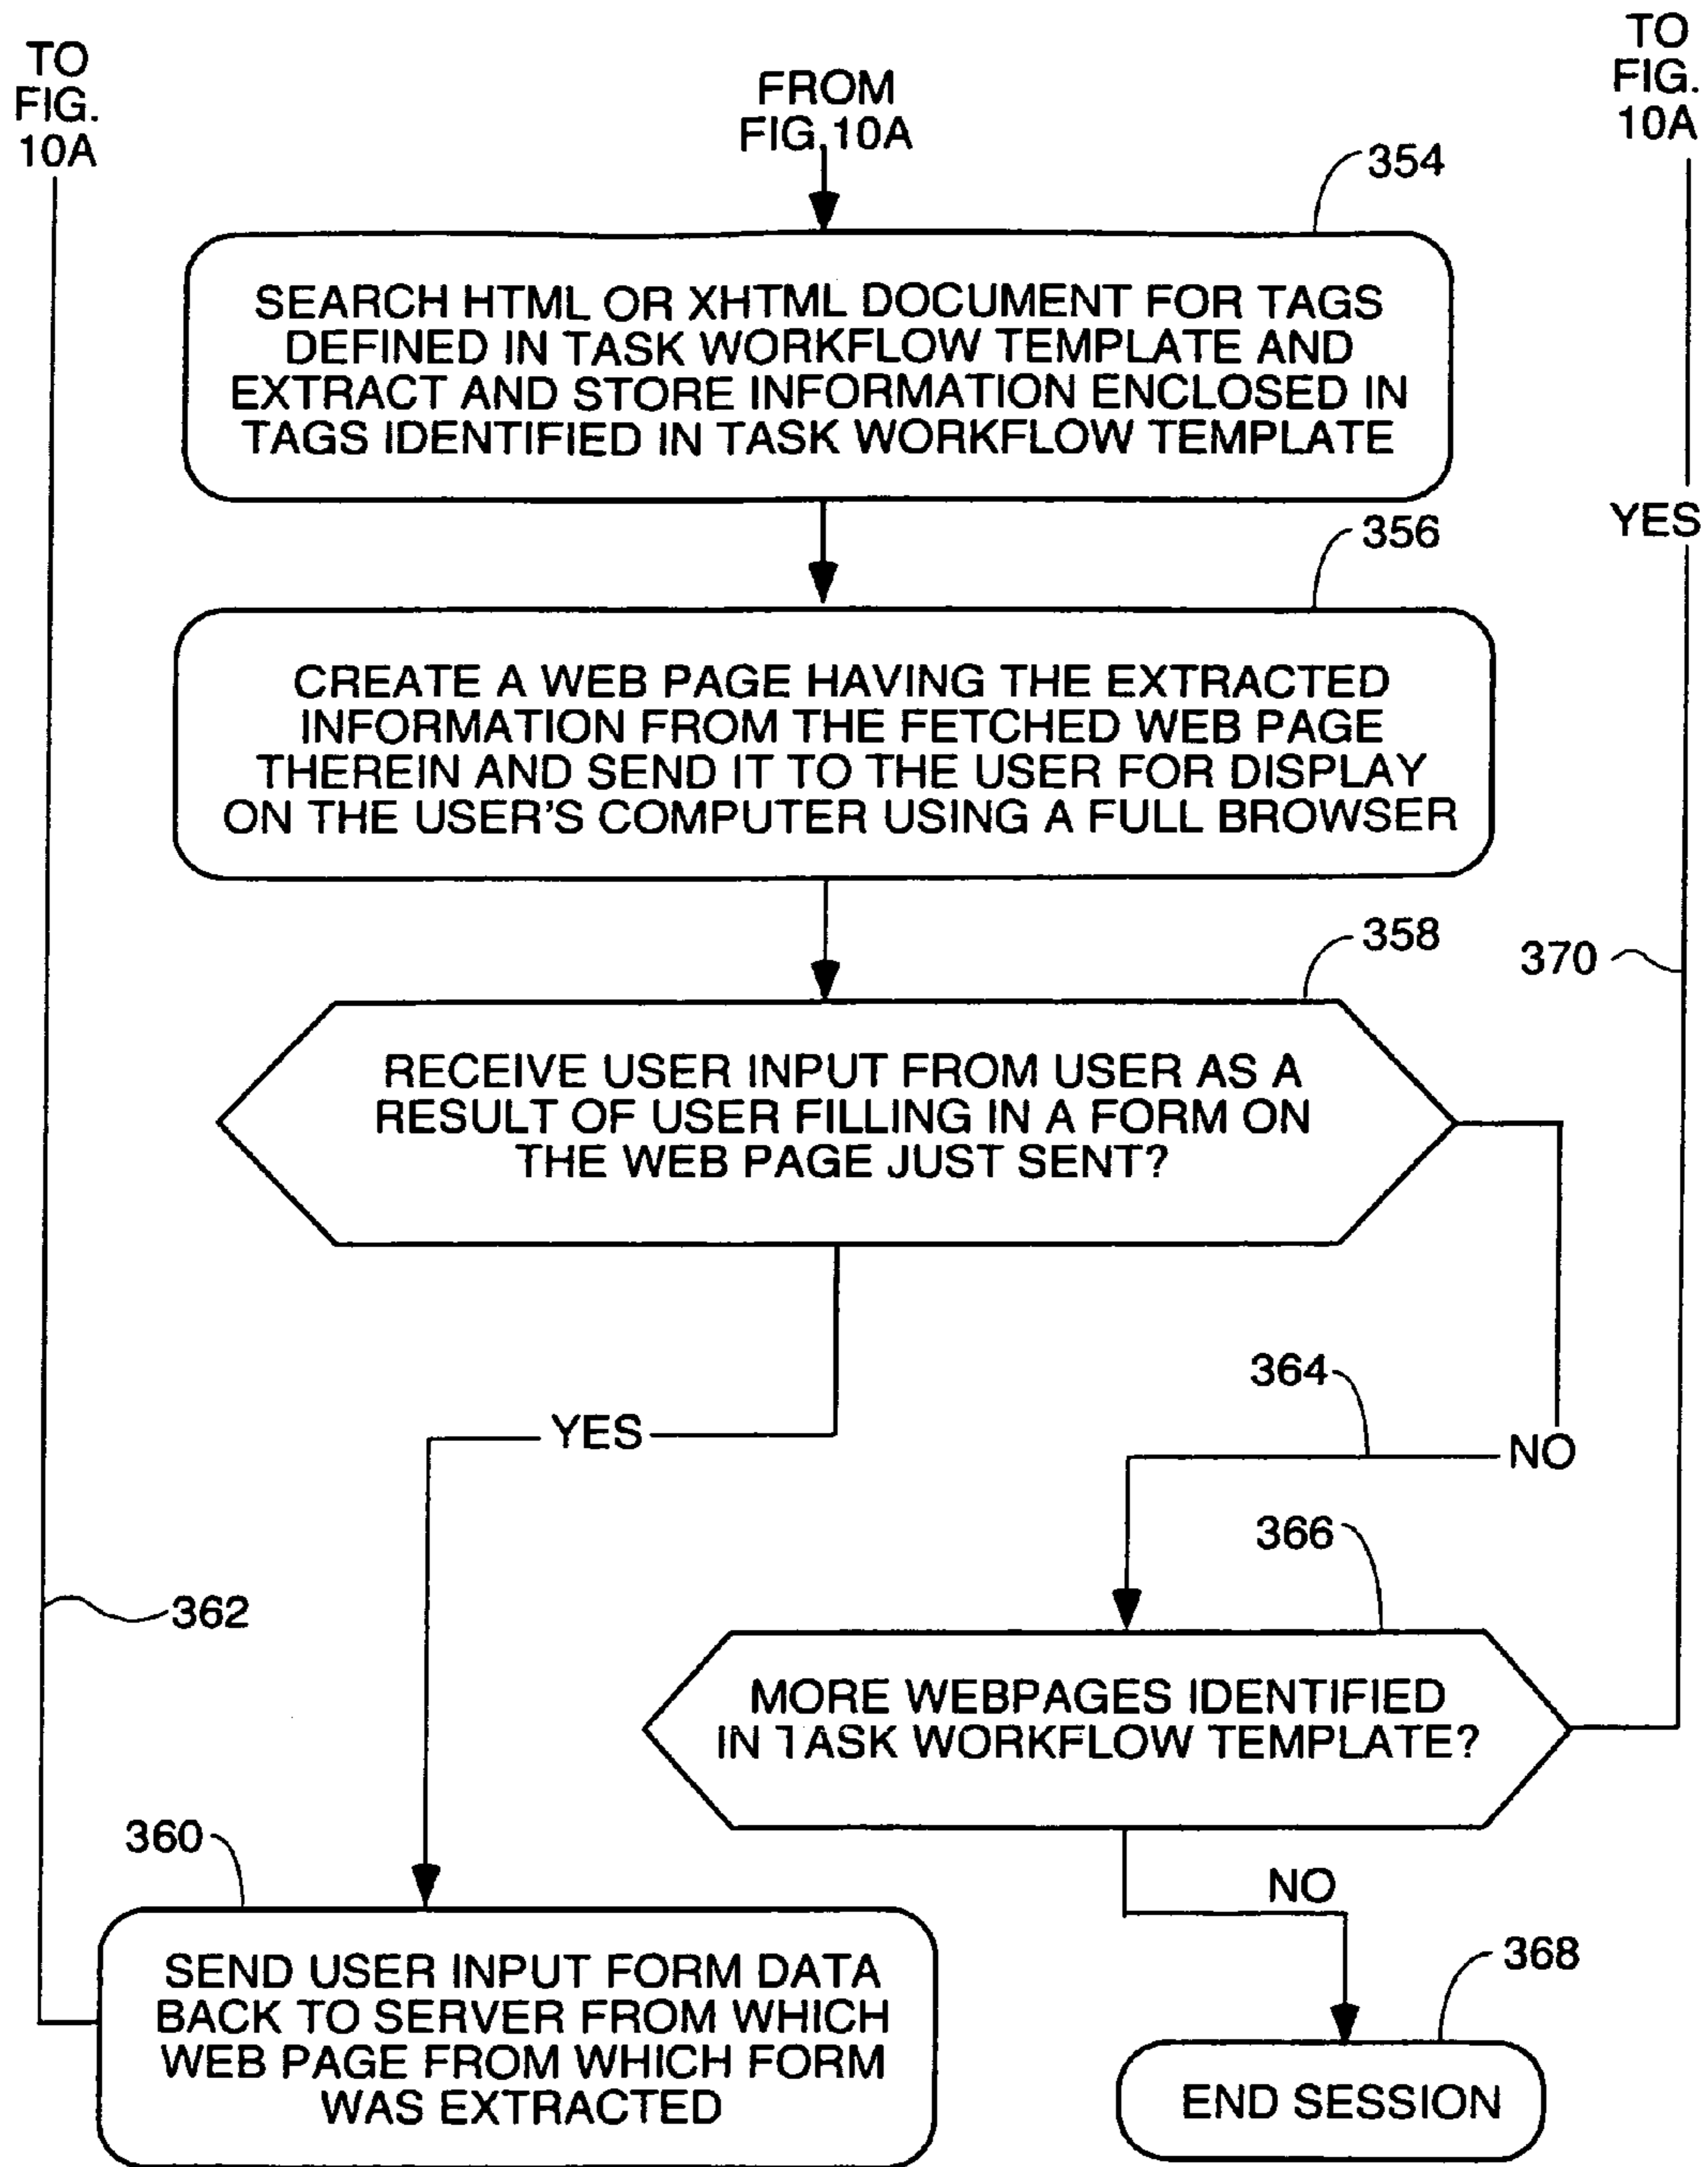 TO
FIG.
10A
FROM
FIG.10A
TO
FIG.
10A
354
SEARCH HTML OR XHTML DOCUMENT FOR TAGS
DEFINED IN TASK WORKFLOW TEMPLATE AND
EXTRACT AND STORE INFORMATION ENCLOSED IN
TAGS IDENTIFIED IN TASK WORKFLOW TEMPLATE
YES
356
CREATE A WEB PAGE HAVING THE EXTRACTED
INFORMATION FROM THE FETCHED WEB PAGE
THEREIN AND SEND IT TO THE USER FOR DISPLAY
ON THE USER'S COMPUTER USING A FULL BROWSER
358
370
RECEIVE USER INPUT FROM USER AS A
RESULT OF USER FILLING IN A FORM ON
THE WEB PAGE JUST SENT?
364
YES
NO
366
362
MORE WEBPAGES IDENTIFIED
IN TASK WORKFLOW TEMPLATE?
360
NO
SEND USER INPUT FORM DATA
BACK TO SERVER FROM WHICH
WEB PAGE FROM WHICH FORM
WAS EXTRACTED
368
END SESSION